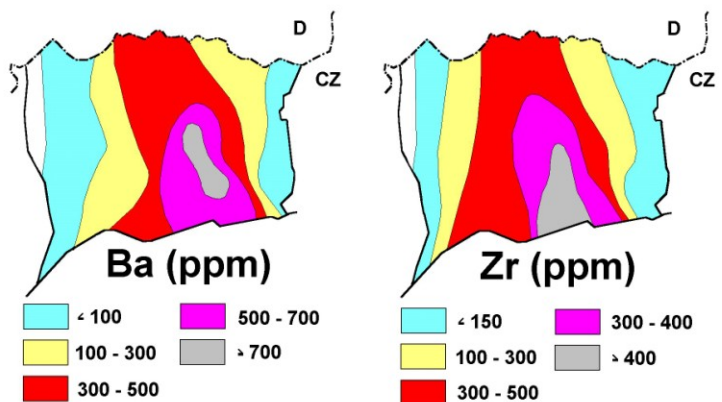 D
CZ
Ba (ppm)
< 100
100 - 300
300 - 500
500 - 700
> 700
D
CZ
Zr (ppm)
< 150
100 - 300
300 - 500
300 - 400
> 400